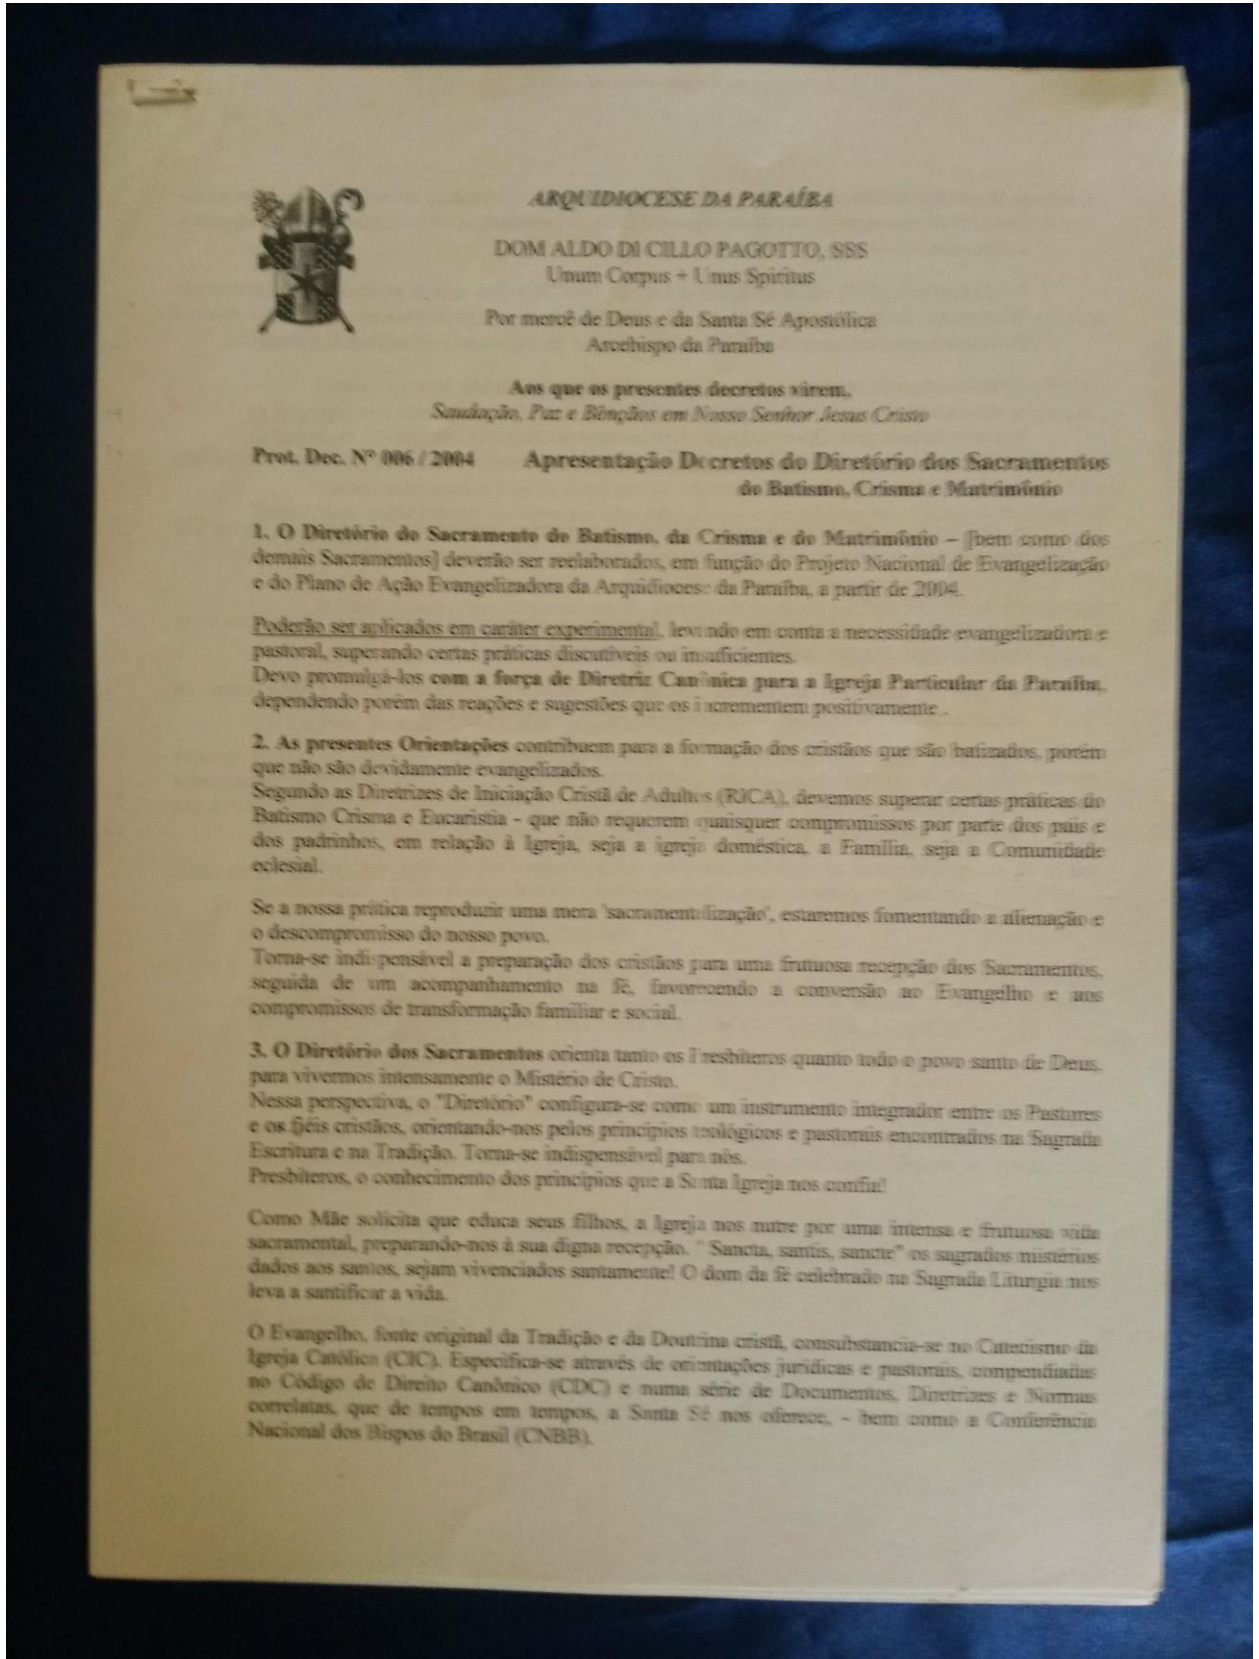 ARQUIDIOCESE DA PARAÍBA
DOM ALDO DI CILLO PAGOTTO, SSS
Unum Corpus + Unus Spiritus
Por mercê de Deus e da Santa Sé Apostólica
Arcebispo da Paraíba
Aos que os presentes decretos virem,
Saudação, Paz e Bênçãos em Nosso Senhor Jesus Cristo
Prot. Dec. Nº 006 / 2004 Apresentação Decretos do Diretório dos Sacramentos
do Batismo, Crisma e Matrimônio
1. O Diretório do Sacramento do Batismo, da Crisma e do Matrimônio – [bem como dos
demais Sacramentos] deverão ser reelaborados, em função do Projeto Nacional de Evangelização
e do Plano de Ação Evangelizadora da Arquidiocese da Paraíba, a partir de 2004.
Poderão ser aplicados em caráter experimental, levando em conta a necessidade evangelizadora e
pastoral, superando certas práticas discutíveis ou insuficientes.
Devo promulgá-los com a força de Diretriz Canônica para a Igreja Particular da Paraíba,
dependendo porém das reações e sugestões que os incrementem positivamente .
2. As presentes Orientações contribuem para a formação dos cristãos que são batizados, porém
que não são devidamente evangelizados.
Segundo as Diretrizes de Iniciação Cristã de Adultos (RICA), devemos superar certas práticas do
Batismo Crisma e Eucaristia - que não requerem quaisquer compromissos por parte dos pais e
dos padrinhos, em relação à Igreja, seja a igreja doméstica, a Família, seja a Comunidade
eclesial.
Se a nossa prática reproduzir uma mera 'sacramentalização', estaremos fomentando a alienação e
o descompromisso do nosso povo.
Torna-se indispensável a preparação dos cristãos para uma frutuosa recepção dos Sacramentos,
seguida de um acompanhamento na fé, favorecendo a conversão ao Evangelho e aos
compromissos de transformação familiar e social.
3. O Diretório dos Sacramentos orienta tanto os Presbíteros quanto todo o povo santo de Deus,
para vivermos intensamente o Mistério de Cristo.
Nessa perspectiva, o "Diretório" configura-se como um instrumento integrador entre os Pastores
e os fiéis cristãos, orientando-nos pelos princípios teológicos e pastorais encontrados na Sagrada
Escritura e na Tradição. Torna-se indispensável para nós.
Presbíteros, o conhecimento dos princípios que a Santa Igreja nos confia!
Como Mãe solícita que educa seus filhos, a Igreja nos nutre por uma intensa e frutuosa vida
sacramental, preparando-nos à sua digna recepção. " Sancta, santis, sancte" os sagrados mistérios
dados aos santos, sejam vivenciados santamente! O dom da fé celebrado na Sagrada Liturgia nos
leva a santificar a vida.
O Evangelho, fonte original da Tradição e da Doutrina cristã, consubstancia-se no Catecismo da
Igreja Católica (CIC). Especifica-se através de orientações jurídicas e pastorais, compendiadas
no Código de Direito Canônico (CDC) e numa série de Documentos, Diretrizes e Normas
correlatas, que de tempos em tempos, a Santa Sé nos oferece, - bem como a Conferência
Nacional dos Bispos do Brasil (CNBB).